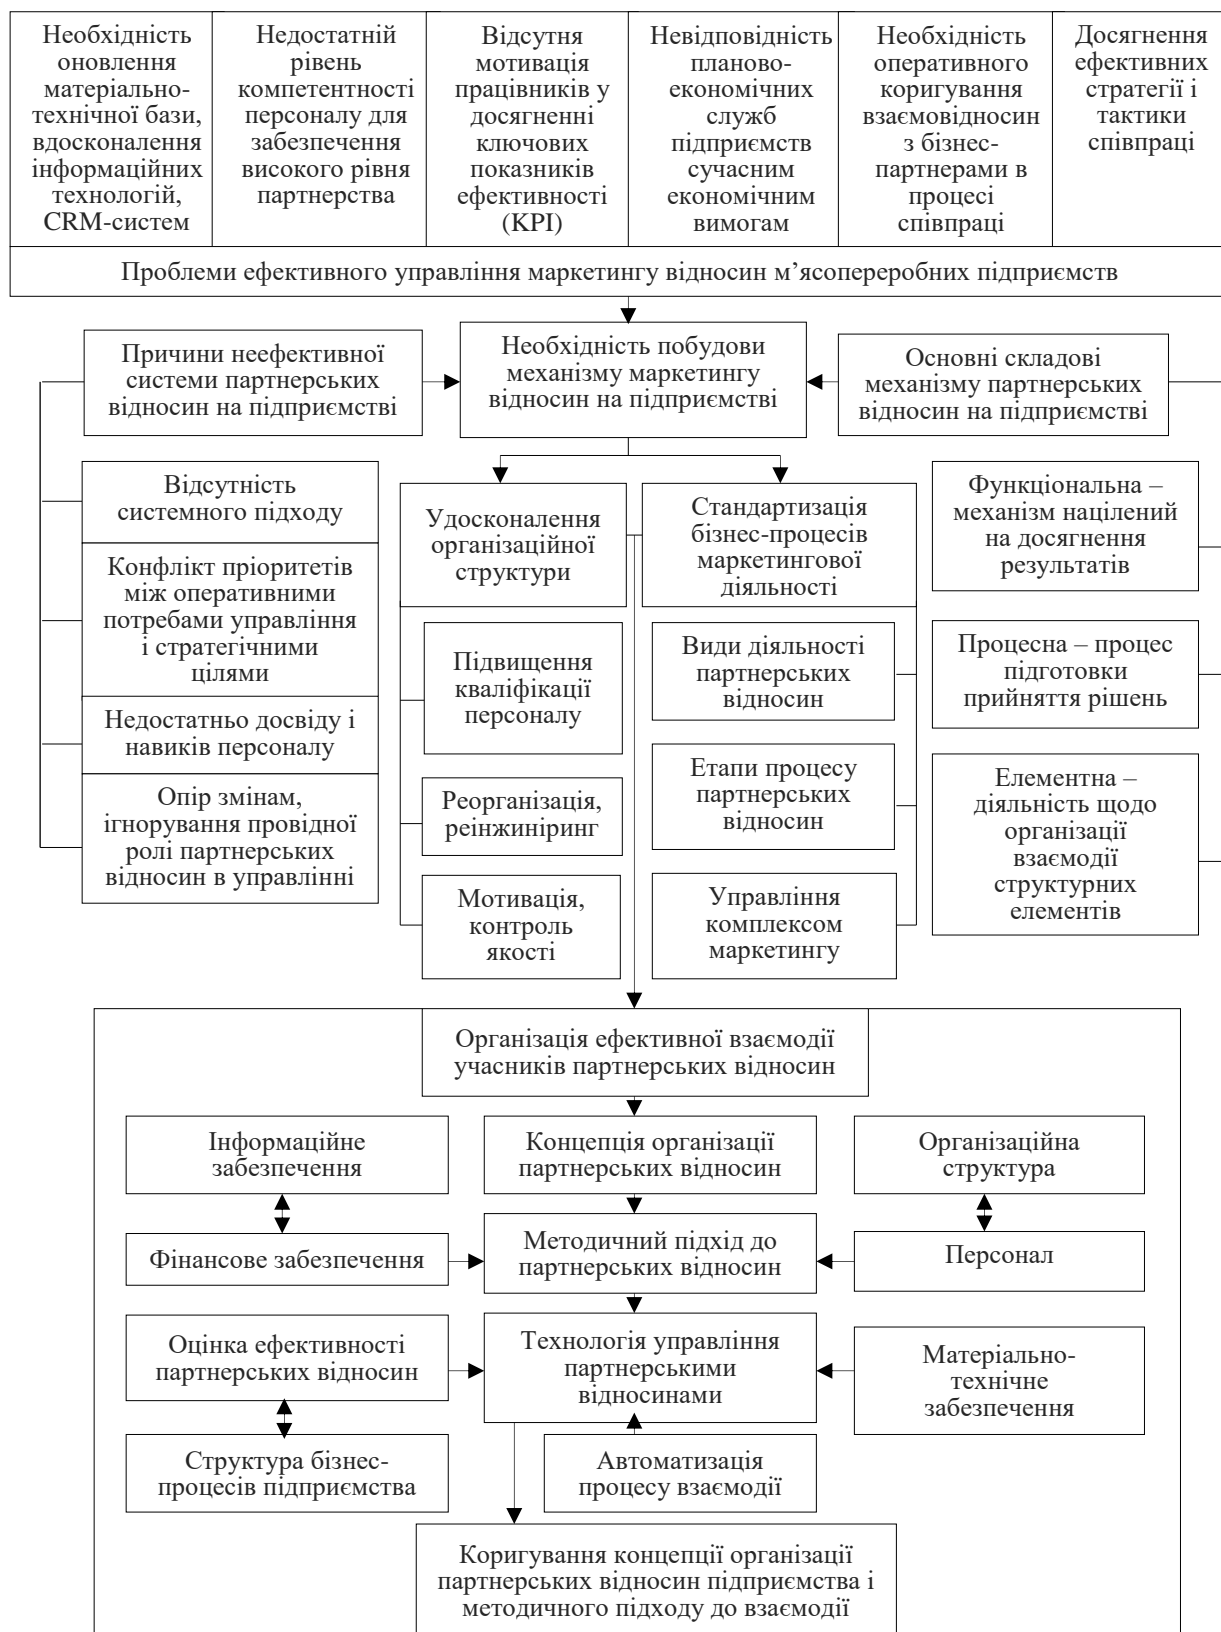 Необхідність
оновлення
матеріально-
технічної бази,
вдосконалення
інформаційних
технологій,
CRM-систем
Недостатній
рівень
компетентності
персоналу для
забезпечення
високого рівня
партнерства
Відсутня
мотивація
працівників у
досягненні
ключових
показників
ефективності
(KPI)
Невідповідність
планово-
економічних
служб
підприємств
сучасним
економічним
вимогам
Необхідність
оперативного
коригування
взаємовідносин
з бізнес-
партнерами в
процесі
співпраці
Досягнення
ефективних
стратегії і
тактики
співпраці
Проблеми ефективного управління маркетингу відносин м’ясопереробних підприємств
Причини неефективної
системи партнерських
відносин на підприємстві
Необхідність побудови
механізму маркетингу
відносин на підприємстві
Основні складові
механізму партнерських
відносин на підприємстві
Відсутність
системного підходу
Конфлікт пріоритетів
між оперативними
потребами управління
і стратегічними
цілями
Недостатньо досвіду і
навиків персоналу
Опір змінам,
ігнорування провідної
ролі партнерських
відносин в управлінні
Удосконалення
організаційної
структури
Підвищення
кваліфікації
персоналу
Реорганізація,
реінжиніринг
Мотивація,
контроль
якості
Стандартизація
бізнес-процесів
маркетингової
діяльності
Види діяльності
партнерських
відносин
Етапи процесу
партнерських
відносин
Управління
комплексом
маркетингу
Функціональна –
механізм націлений
на досягнення
результатів
Процесна – процес
підготовки
прийняття рішень
Елементна –
діяльність щодо
організації
взаємодії
структурних
елементів
Організація ефективної взаємодії
учасників партнерських відносин
Інформаційне
забезпечення
Концепція організації
партнерських відносин
Організаційна
структура
Фінансове забезпечення
Методичний підхід до
партнерських відносин
Персонал
Оцінка ефективності
партнерських відносин
Технологія управління
партнерськими
відносинами
Матеріально-
технічне
забезпечення
Структура бізнес-
процесів підприємства
Автоматизація
процесу взаємодії
Коригування концепції організації
партнерських відносин підприємства і
методичного підходу до взаємодії